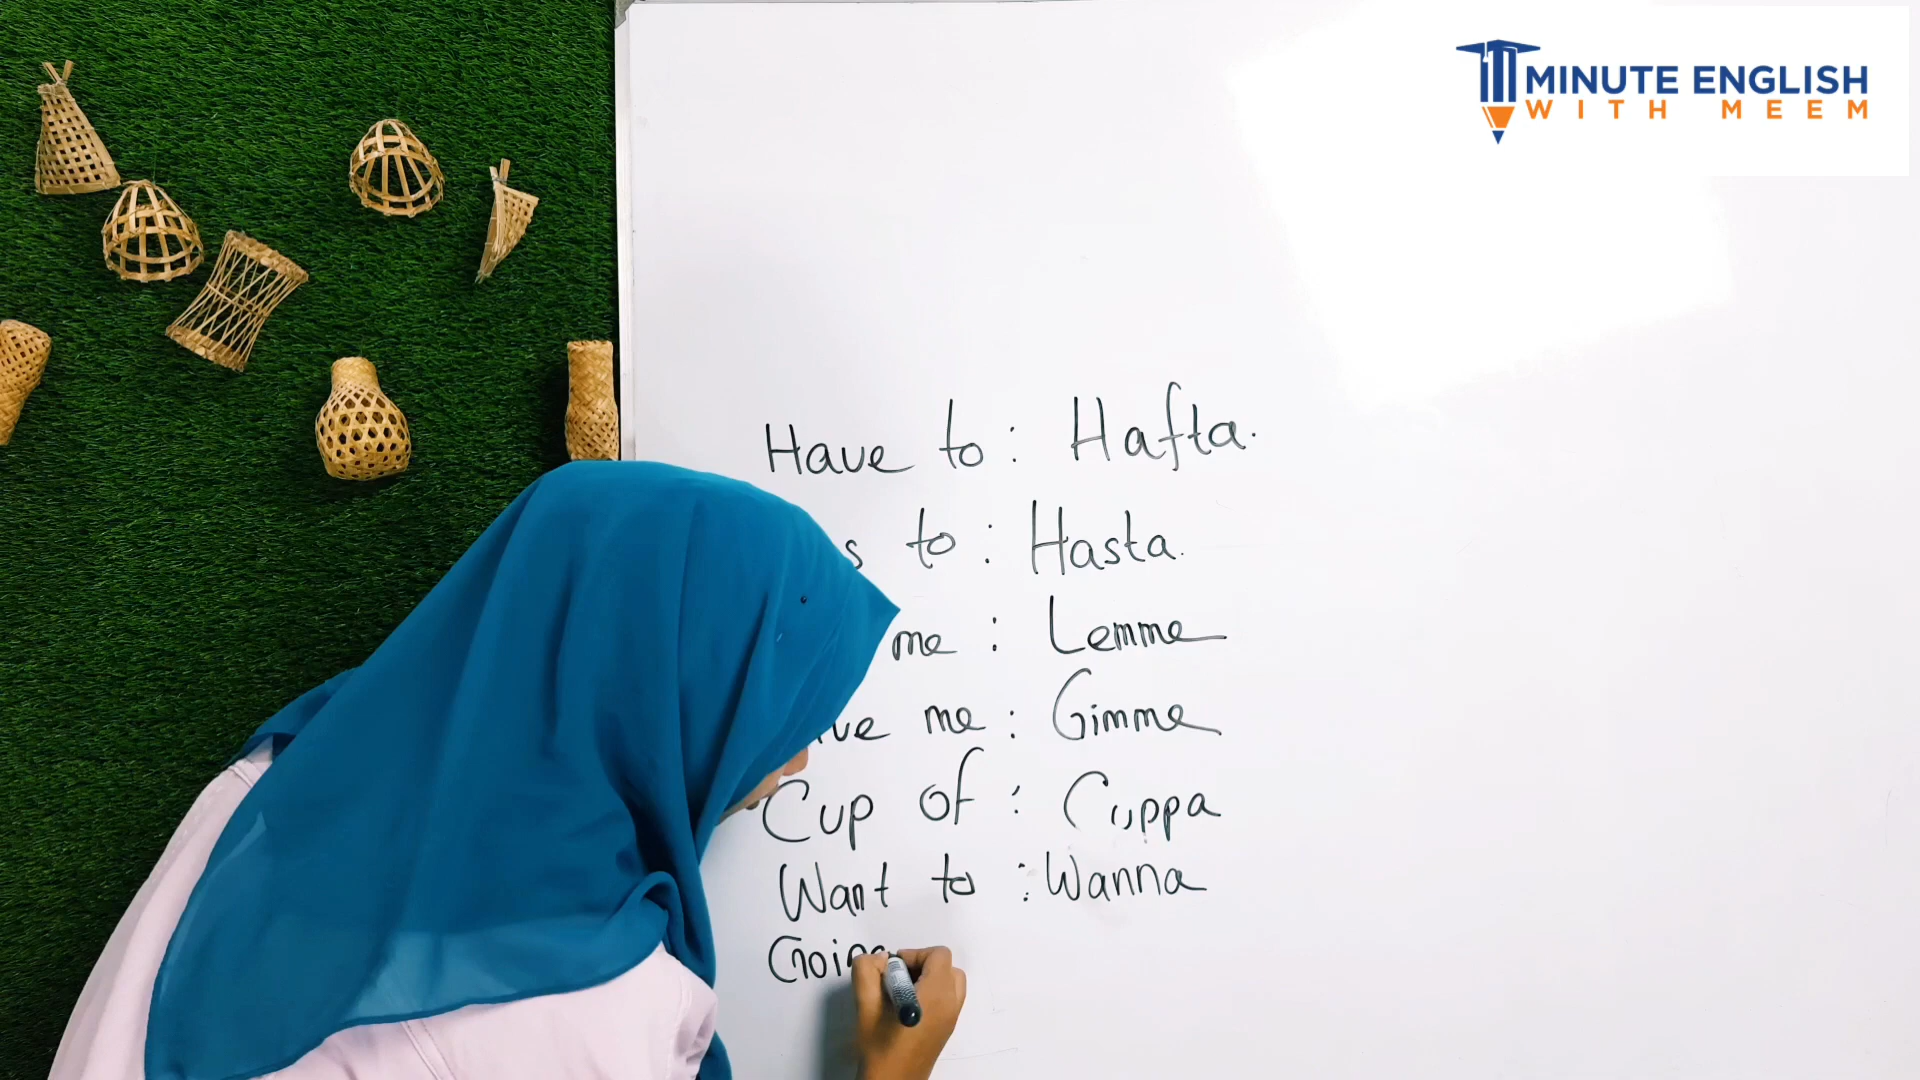 MINUTE ENGLISH
WITH MEEM
Have to : Hafta.
s to : Hasta.
me : Lemme
ve me : Gimme
Cup of : Cuppa
Want to : Wanna
Going